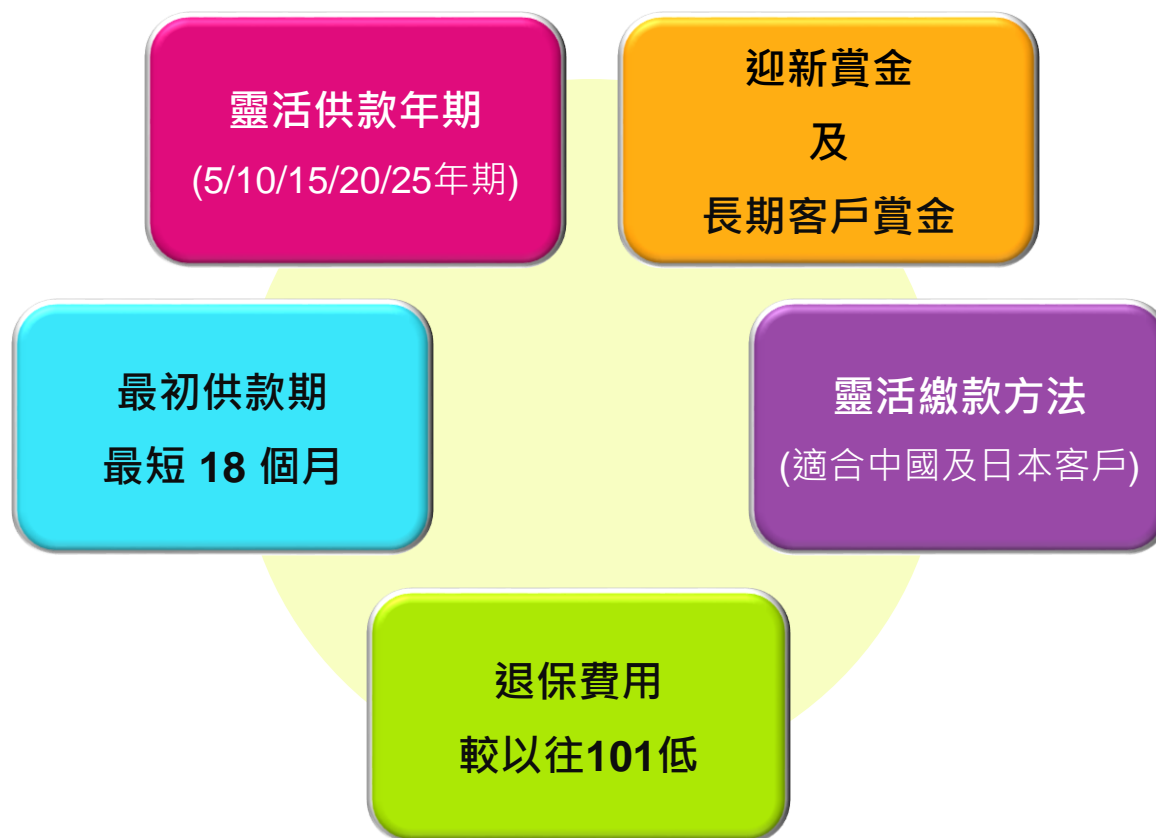 靈活供款年期
(5/10/15/20/25年期)
迎新賞金
及
長期客戶賞金
最初供款期
最短 18 個月
靈活繳款方法
(適合中國及日本客戶)
退保費用
較以往101低